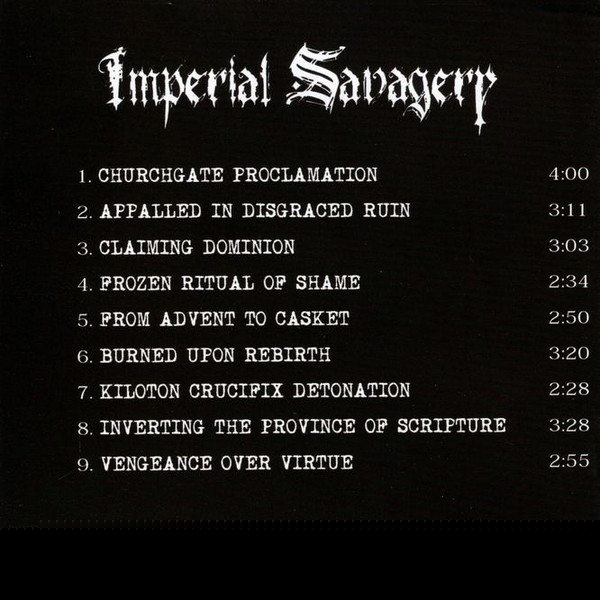 Imperial Savagery
1. CHURCHGATE PROCLAMATION 4:00
2. APPALLED IN DISGRACED RUIN 3:11
3. CLAIMING DOMINION 3:03
4. FROZEN RITUAL OF SHAME 2:34
5. FROM ADVENT TO CASKET 2:50
6. BURNED UPON REBIRTH 3:20
7. KILOTON CRUCIFIX DETONATION 2:28
8. INVERTING THE PROVINCE OF SCRIPTURE 3:28
9. VENGEANCE OVER VIRTUE 2:55